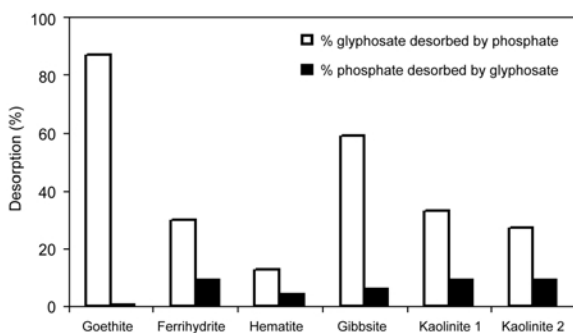 100
80
60
40
20
0
Desorption (%)
% glyphosate desorbed by phosphate
% phosphate desorbed by glyphosate
Goethite Ferrihydrite Hematite Gibbsite Kaolinite 1 Kaolinite 2